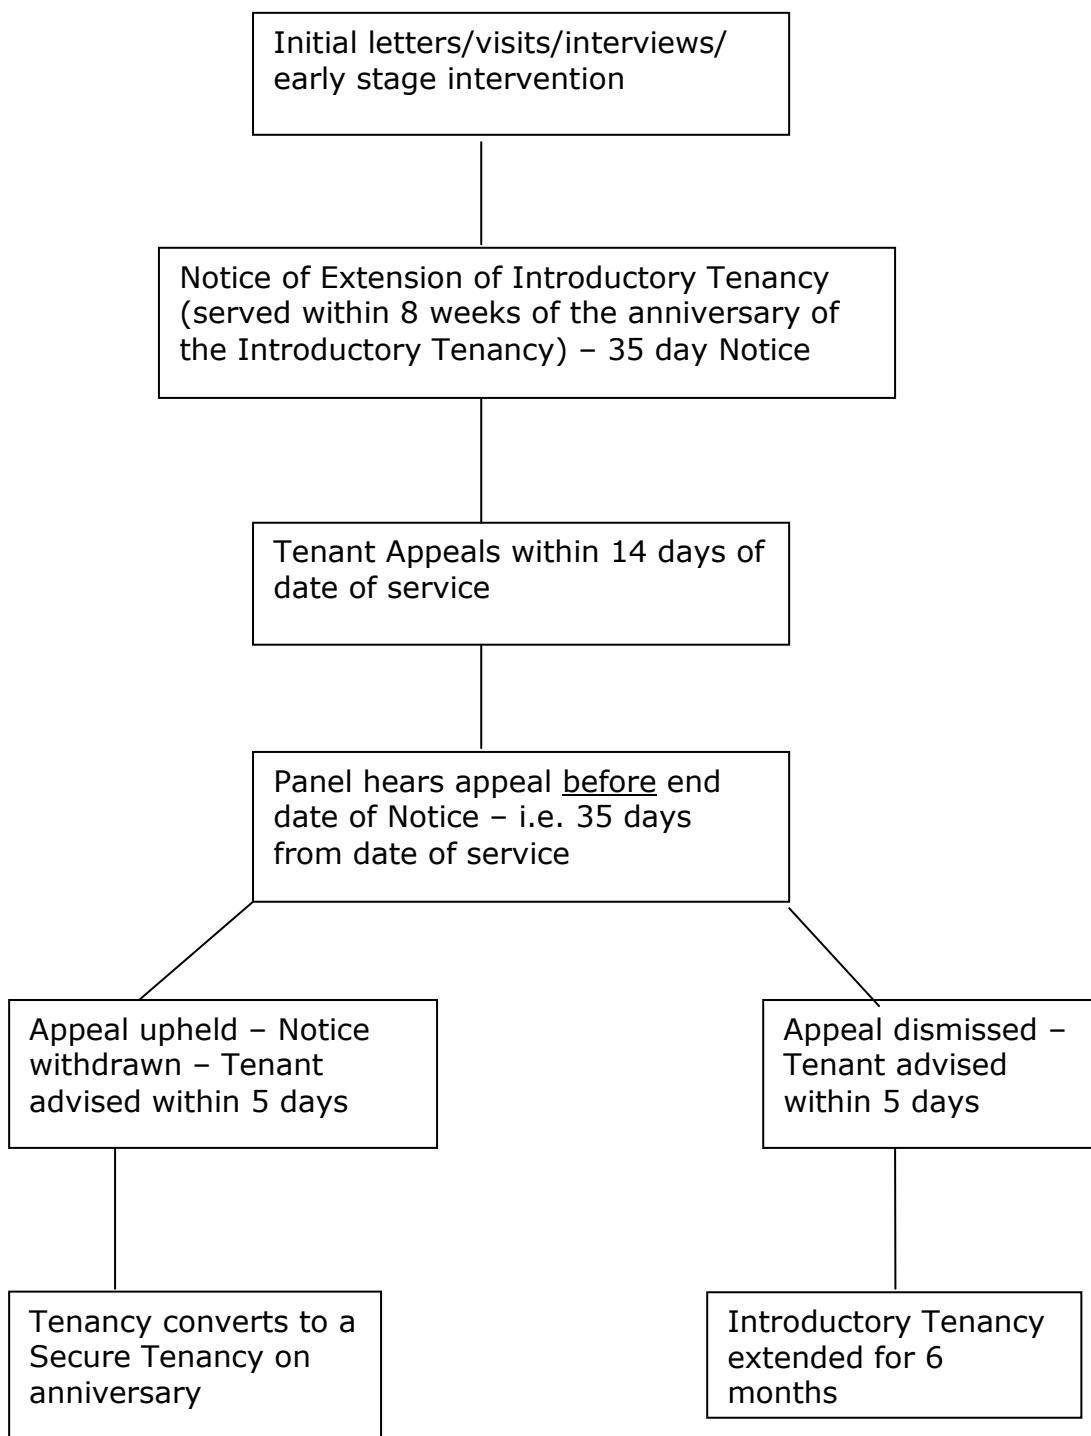 Initial letters/visits/interviews/
early stage intervention
Notice of Extension of Introductory Tenancy
(served within 8 weeks of the anniversary of
the Introductory Tenancy) – 35 day Notice
Tenant Appeals within 14 days of
date of service
Panel hears appeal before end
date of Notice – i.e. 35 days
from date of service
Appeal upheld – Notice
withdrawn – Tenant
advised within 5 days
Appeal dismissed –
Tenant advised
within 5 days
Tenancy converts to a
Secure Tenancy on
anniversary
Introductory Tenancy
extended for 6
months